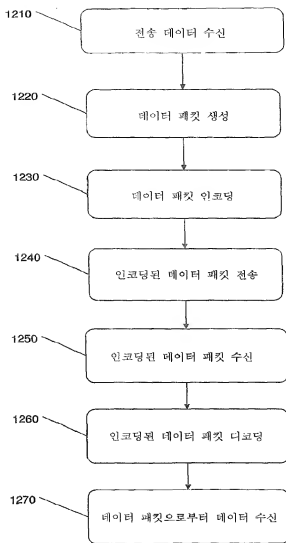 1210
전송 데이터 수신
1220
데이터 패킷 생성
1230
데이터 패킷 인코딩
1240
인코딩된 데이터 패킷 전송
1250
인코딩된 데이터 패킷 수신
1260
인코딩된 데이터 패킷 디코딩
1270
데이터 패킷으로부터 데이터 수신